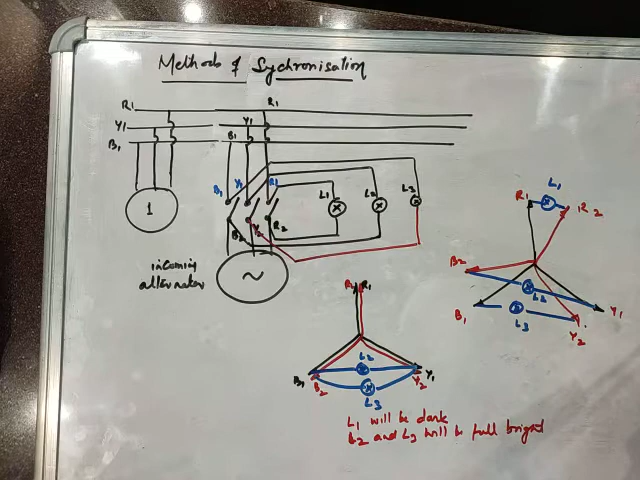 Methods of Sychronisation
R1 R1
Y1 Y1
B1 B1
B1 Y1 R1
L1 L2 L3
1
B2 Y2 R2
incoming
alternator
~
R1 L1 R2
B2
L2
B1 L3 Y2 Y1
R2 R1
L2
B1 B2 Y2 Y1
L3
L1 will be dark
B2 and L3 will be full bright